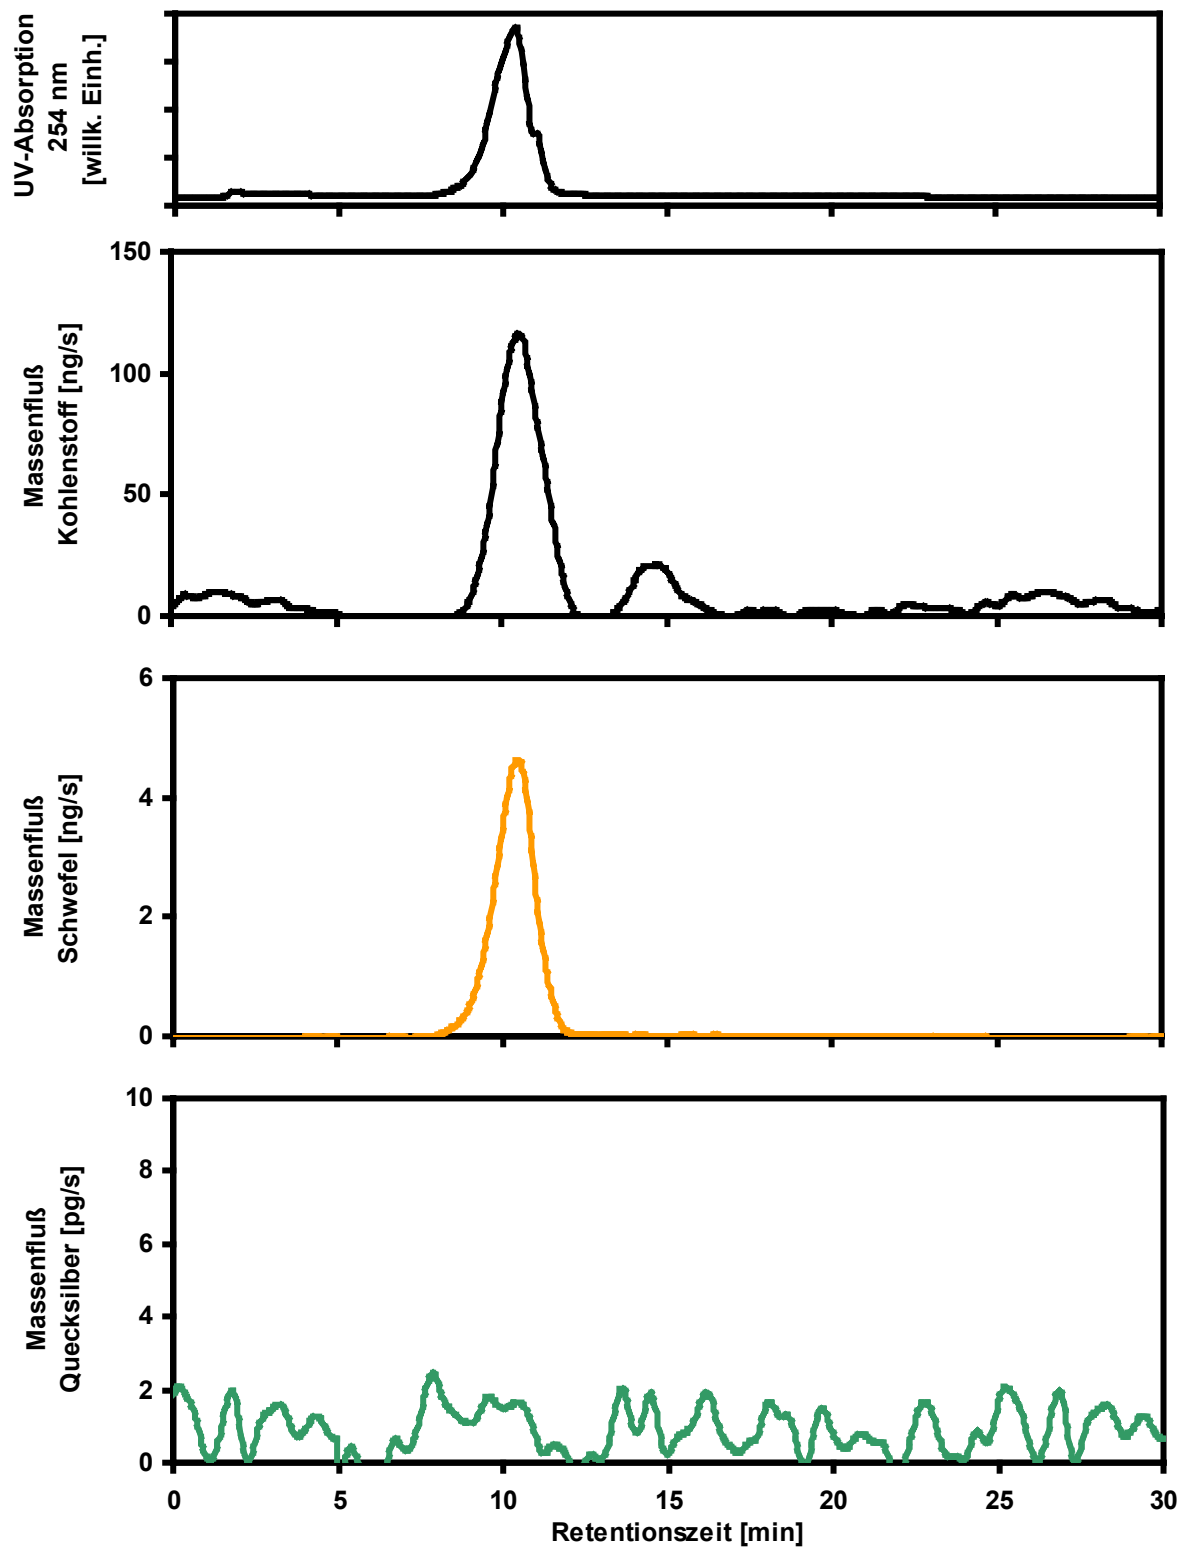 UV-Absorption
254 nm
[willk. Einh.]
150
100
50
0
Massenfluß
Kohlenstoff [ng/s]
6
4
2
0
Massenfluß
Schwefel [ng/s]
10
8
6
4
2
0
Massenfluß
Quecksilber [pg/s]
0 5 10 15 20 25 30
Retentionszeit [min]